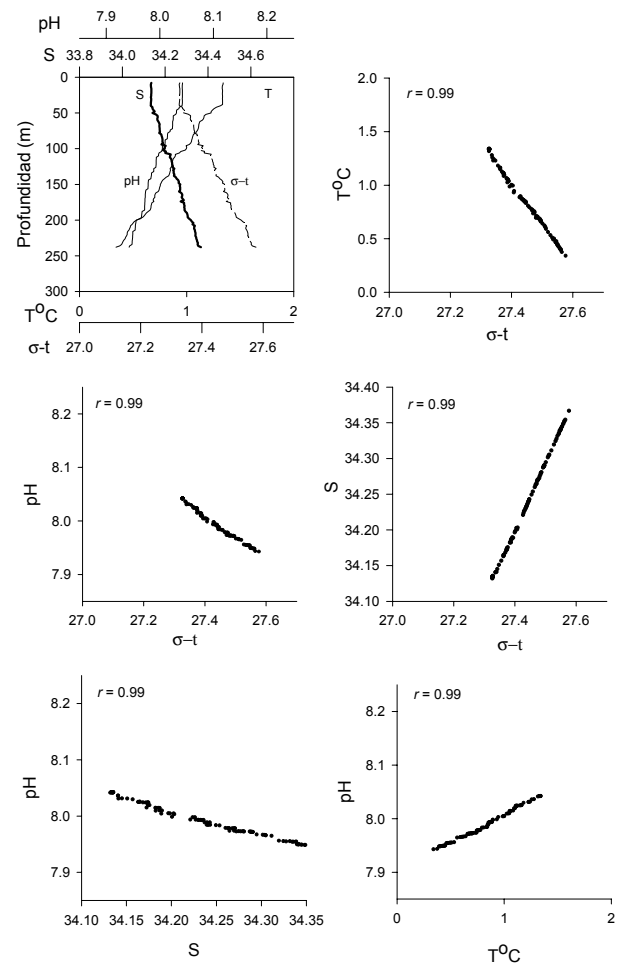 pH
7.9 8.0 8.1 8.2
S
33.8 34.0 34.2 34.4 34.6
0
50
100
150
200
250
300
Profundidad (m)
S T
pH σ–t
0 1 2
TºC
27.0 27.2 27.4 27.6
σ-t
r = 0.99
2.0
1.5
1.0
0.5
0.0
TºC
27.0 27.2 27.4 27.6
σ-t
r = 0.99
8.2
8.1
8.0
7.9
pH
27.0 27.2 27.4 27.6
σ–t
r = 0.99
34.40
34.35
34.30
34.25
34.20
34.15
34.10
S
27.0 27.2 27.4 27.6
σ–t
r = 0.99
8.2
8.1
8.0
7.9
pH
34.10 34.15 34.20 34.25 34.30 34.35
S
r = 0.99
8.2
8.1
8.0
7.9
pH
0 1 2
TºC